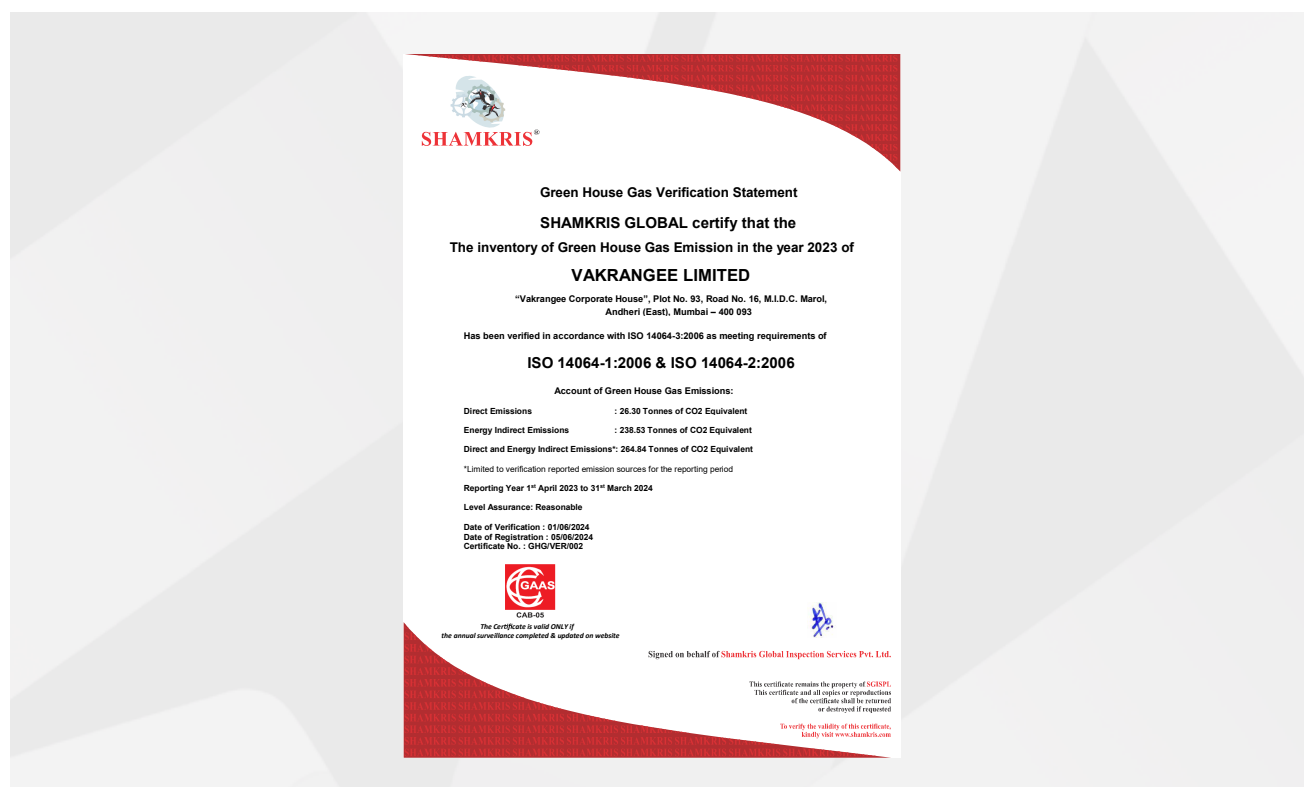 SHAMKRIS®
Green House Gas Verification Statement
SHAMKRIS GLOBAL certify that the
The inventory of Green House Gas Emission in the year 2023 of
VAKRANGEE LIMITED
“Vakrangee Corporate House”, Plot No. 93, Road No. 16, M.I.D.C. Marol,
Andheri (East), Mumbai – 400 093
Has been verified in accordance with ISO 14064-3:2006 as meeting requirements of
ISO 14064-1:2006 & ISO 14064-2:2006
Account of Green House Gas Emissions:
Direct Emissions : 26.30 Tonnes of CO2 Equivalent
Energy Indirect Emissions : 238.53 Tonnes of CO2 Equivalent
Direct and Energy Indirect Emissions*: 264.84 Tonnes of CO2 Equivalent
*Limited to verification reported emission sources for the reporting period
Reporting Year 1st April 2023 to 31st March 2024
Level Assurance: Reasonable
Date of Verification : 01/06/2024
Date of Registration : 05/06/2024
Certificate No. : GHG/VER/002
GAAS
CAB-05
The Certificate is valid ONLY if
the annual surveillance completed & updated on website
Signed on behalf of Shamkris Global Inspection Services Pvt. Ltd.
This certificate remains the property of SGISPL
This certificate and all copies or reproductions
of the certificate shall be returned
or destroyed if requested
To verify the validity of this certificate,
kindly visit www.shamkris.com